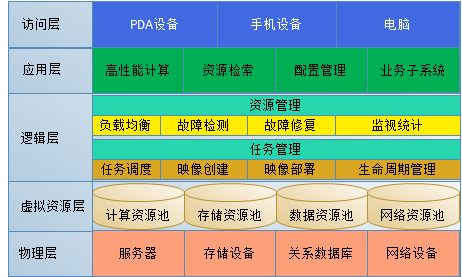 访问层 PDA设备 手机设备 电脑
应用层 高性能计算 资源检索 配置管理 业务子系统
资源管理
负载均衡 故障检测 故障修复 监视统计
逻辑层
任务管理
任务调度 映像创建 映像部署 生命周期管理
虚拟资源层 计算资源池 存储资源池 数据资源池 网络资源池
物理层 服务器 存储设备 关系数据库 网络设备